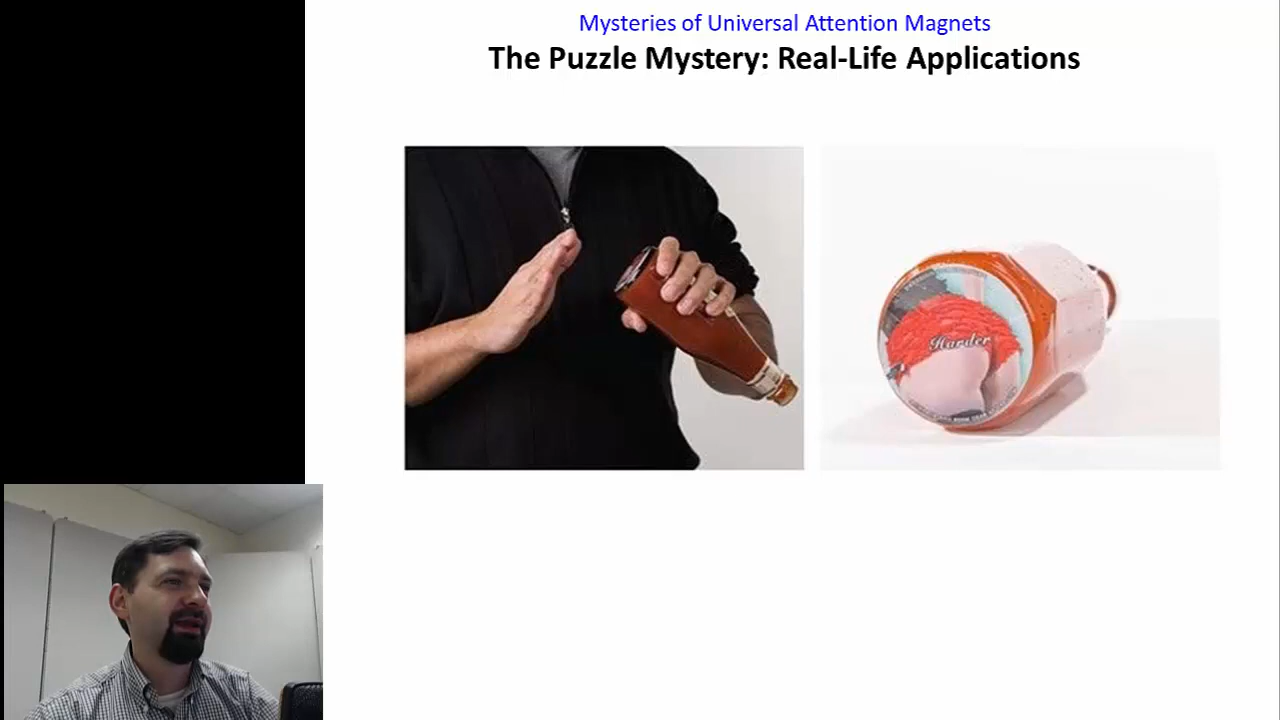 Mysteries of Universal Attention Magnets
The Puzzle Mystery: Real-Life Applications
Harder